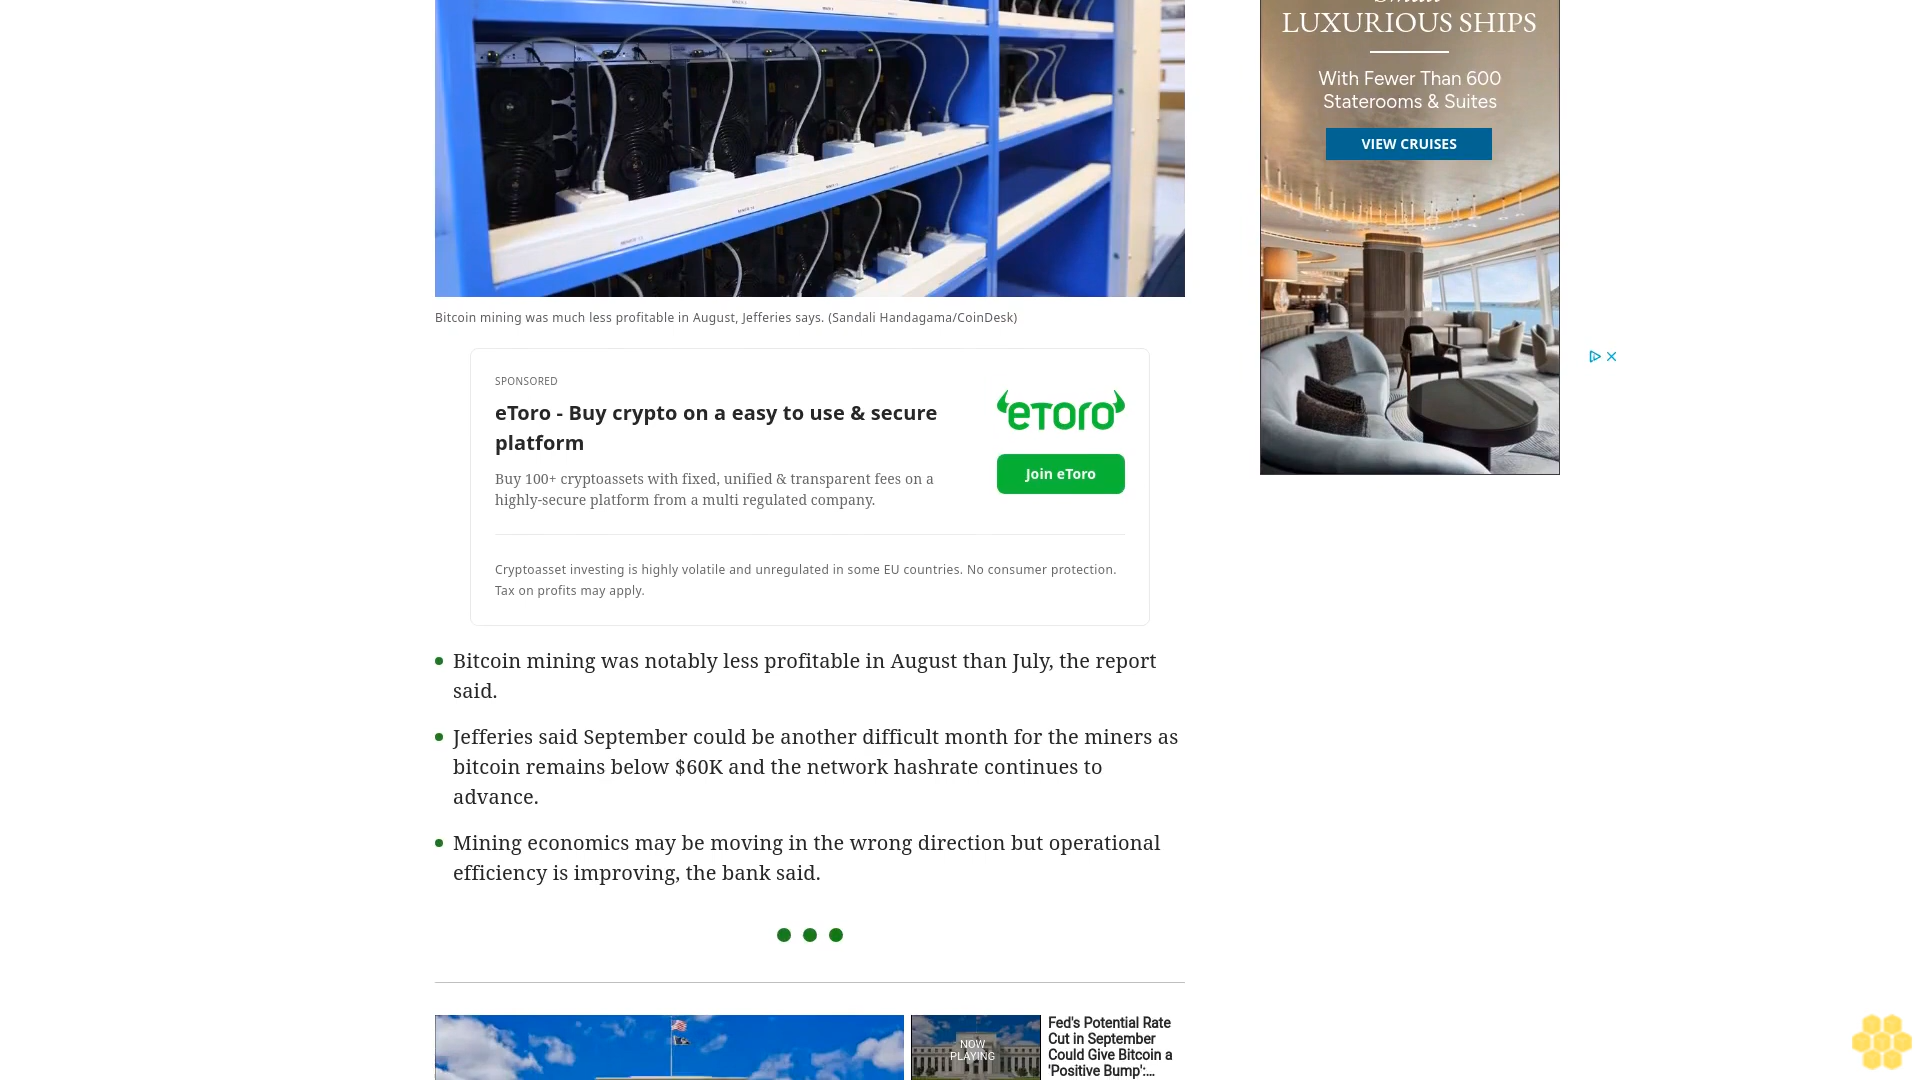 LUXURIOUS SHIPS
With Fewer Than 600
Staterooms & Suites
VIEW CRUISES
Bitcoin mining was much less profitable in August, Jefferies says. (Sandali Handagama/CoinDesk)
SPONSORED
eToro - Buy crypto on a easy to use & secure
platform
Buy 100+ cryptoassets with fixed, unified & transparent fees on a
highly-secure platform from a multi regulated company.
eToro
Join eToro
Cryptoasset investing is highly volatile and unregulated in some EU countries. No consumer protection.
Tax on profits may apply.
Bitcoin mining was notably less profitable in August than July, the report
said.
Jefferies said September could be another difficult month for the miners as
bitcoin remains below $60K and the network hashrate continues to
advance.
Mining economics may be moving in the wrong direction but operational
efficiency is improving, the bank said.
NOW
PLAYING
Fed's Potential Rate
Cut in September
Could Give Bitcoin a
'Positive Bump':...